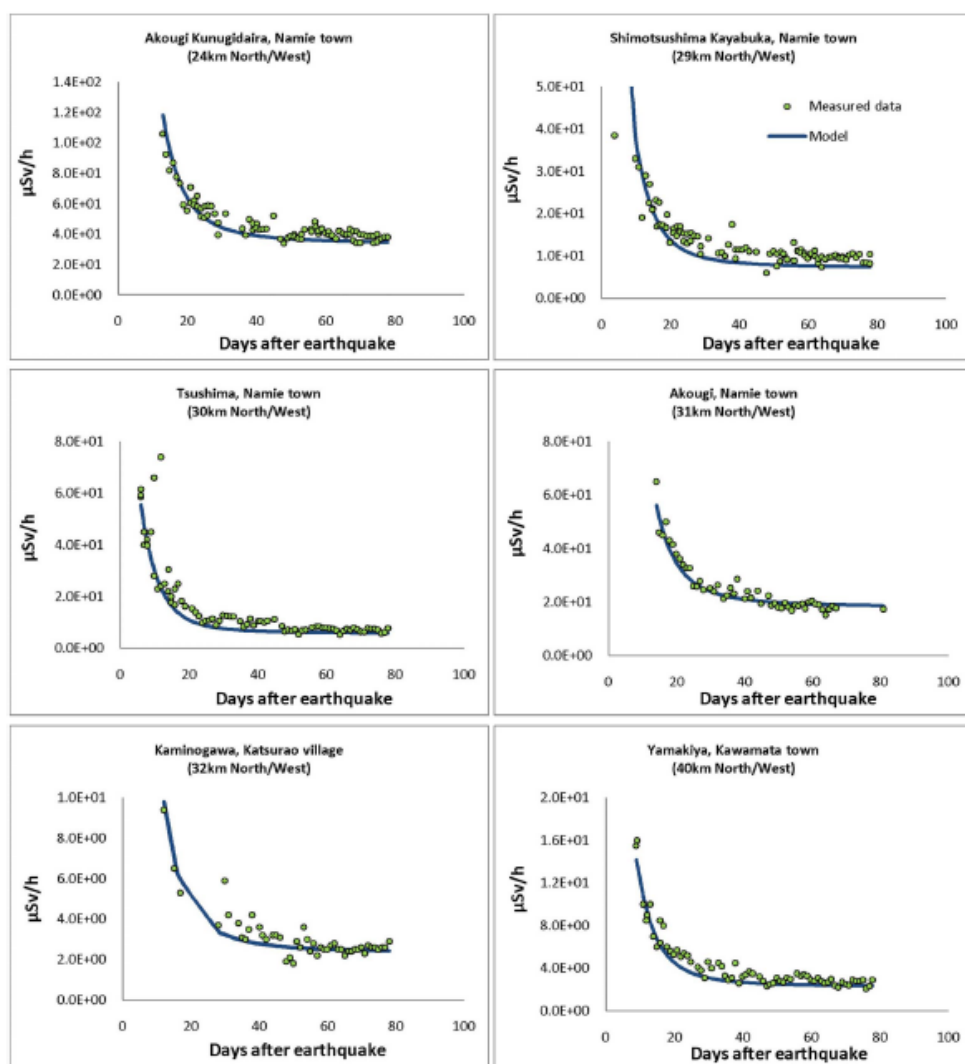 Akougi Kunugidaira, Namie town
(24km North/West)
1.4E+02
1.2E+02
1.0E+02
8.0E+01
6.0E+01
4.0E+01
2.0E+01
0.0E+00
µSv/h
0
20
40
60
80
100
Days after earthquake
Shimotsushima Kayabuka, Namie town
(29km North/West)
5.0E+01
4.0E+01
3.0E+01
2.0E+01
1.0E+01
0.0E+00
µSv/h
Measured data
Model
0
20
40
60
80
100
Days after earthquake
Tsushima, Namie town
(30km North/West)
8.0E+01
6.0E+01
4.0E+01
2.0E+01
0.0E+00
µSv/h
0
20
40
60
80
100
Days after earthquake
Akougi, Namie town
(31km North/West)
8.0E+01
6.0E+01
4.0E+01
2.0E+01
0.0E+00
µSv/h
0
20
40
60
80
100
Days after earthquake
Kaminogawa, Katsurao village
(32km North/West)
1.0E+01
8.0E+00
6.0E+00
4.0E+00
2.0E+00
0.0E+00
µSv/h
0
20
40
60
80
100
Days after earthquake
Yamakiya, Kawamata town
(40km North/West)
2.0E+01
1.6E+01
1.2E+01
8.0E+00
4.0E+00
0.0E+00
µSv/h
0
20
40
60
80
100
Days after earthquake